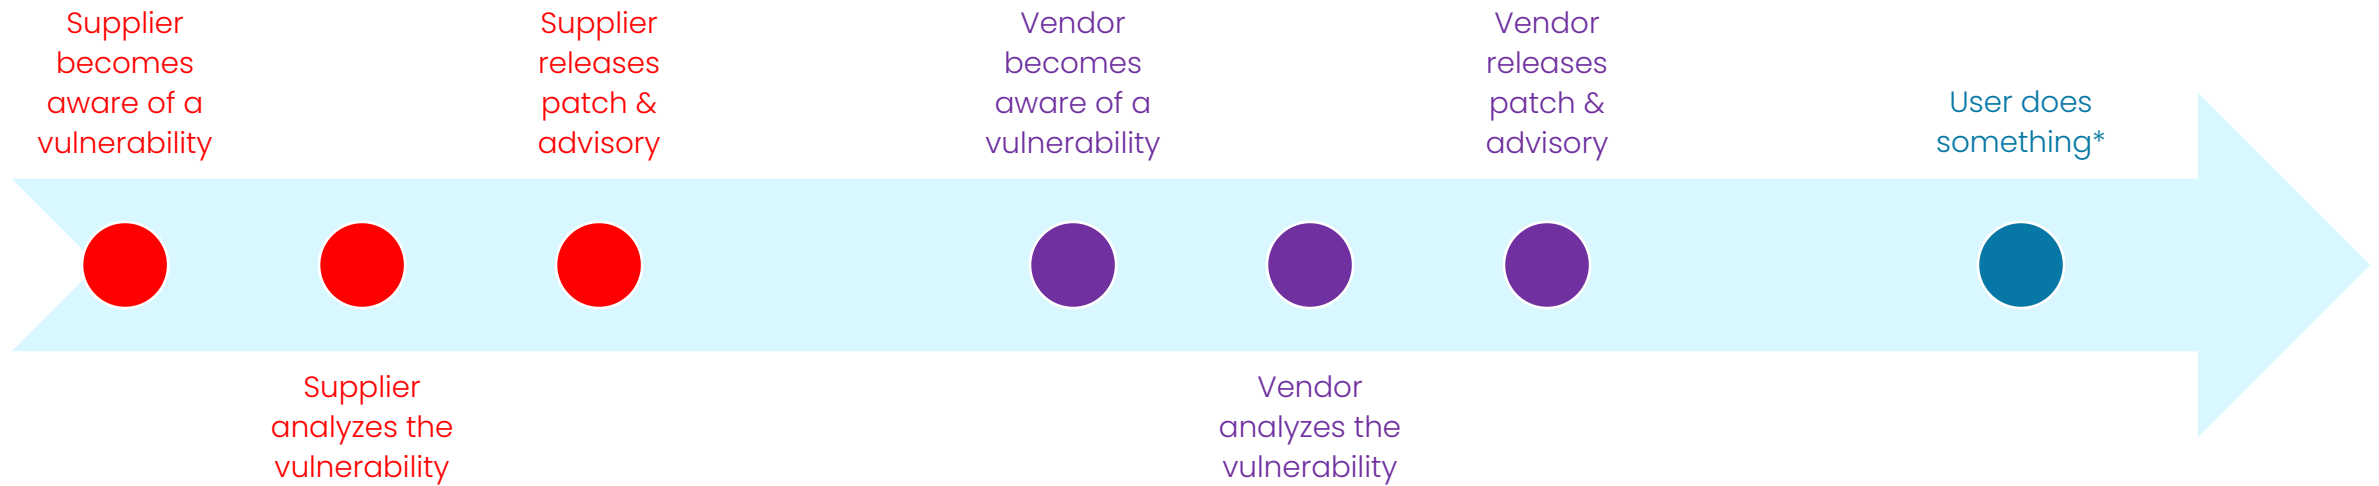 Supplier
becomes
aware of a
vulnerability
Supplier
analyzes the
vulnerability
Supplier
releases
patch &
advisory
Vendor
becomes
aware of a
vulnerability
Vendor
analyzes the
vulnerability
Vendor
releases
patch &
advisory
User does
something*